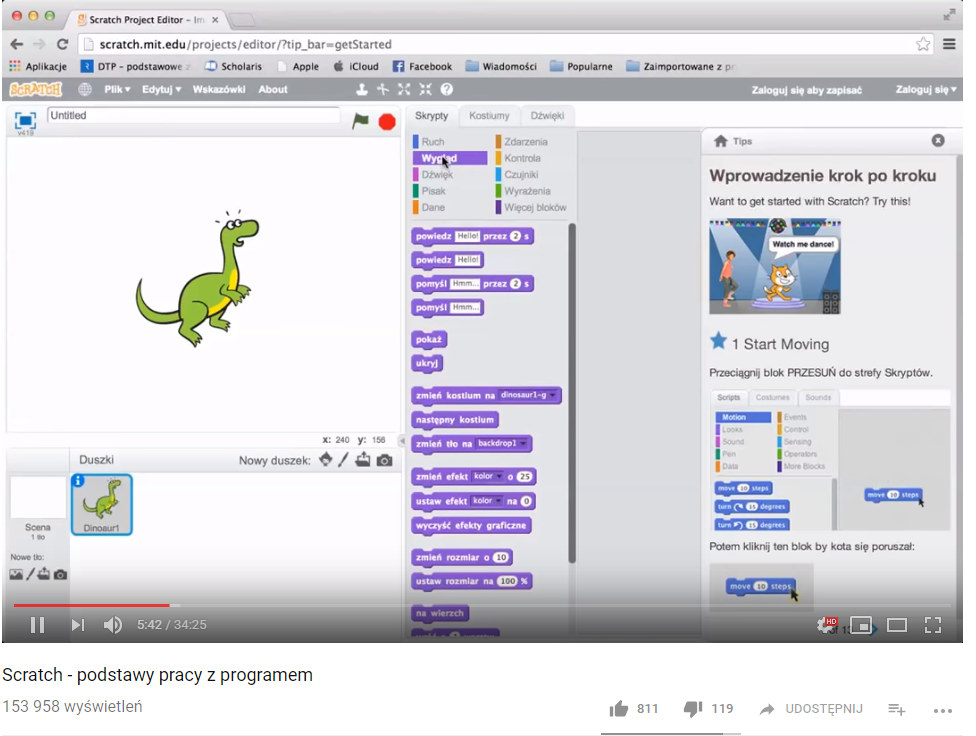 Scratch Project Editor – Im
scratch.mit.edu/projects/editor/?tip_bar=getStarted
Aplikacje DTP - podstawowe Scholaris Apple iCloud Facebook Wiadomości Popularne Zaimportowane z
SCRATCH Plik Edytuj Wskazówki About Zaloguj się aby zapisać Zaloguj się
v419 Untitled
Skrypty Kostiumy Dźwięki
Ruch Zdarzenia
Wygląd Kontrola
Dźwięk Czujniki
Pisak Wyrażenia
Dane Więcej bloków
powiedz Hello! przez 2 s
powiedz Hello!
pomyśl Hmm... przez 2 s
pomyśl Hmm...
pokaż
ukryj
zmień kostium na dinosaur1-g
następny kostium
zmień tło na backdrop1
zmień efekt kolor o 25
ustaw efekt kolor na 0
wyczyść efekty graficzne
zmień rozmiar o 10
ustaw rozmiar na 100 %
na wierzch
x: 240 y: 156
Duszki Nowy duszek:
Scena
1 tło
Nowe tło:
Dinosaur1
Tips
Wprowadzenie krok po kroku
Want to get started with Scratch? Try this!
Watch me dance!
1 Start Moving
Przeciągnij blok PRZESUŃ do strefy Skryptów.
Scripts Costumes Sounds
Motion Events
Looks Control
Sound Sensing
Pen Operators
Data More Blocks
move 10 steps
turn 15 degrees
turn 15 degrees
move 10 steps
Potem kliknij ten blok by kota się poruszał:
move 10 steps
5:42 / 34:25
HD
Scratch - podstawy pracy z programem
153 958 wyświetleń
811 119 UDOSTĘPNIJ